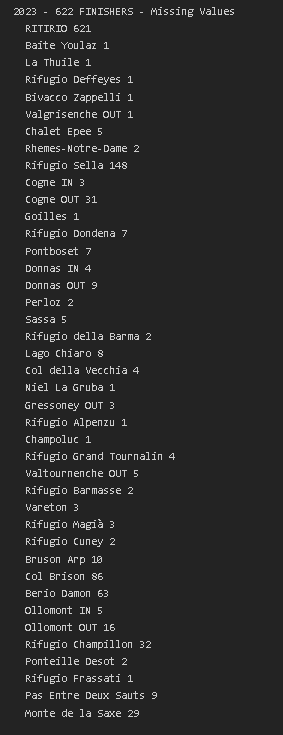 2023 - 622 FINISHERS - Missing Values
RITIRIO 621
Baite Youlaz 1
La Thuile 1
Rifugio Deffeyes 1
Bivacco Zappelli 1
Valgrisenche OUT 1
Chalet Epee 5
Rhemes-Notre-Dame 2
Rifugio Sella 148
Cogne IN 3
Cogne OUT 31
Goilles 1
Rifugio Dondena 7
Pontboset 7
Donnas IN 4
Donnas OUT 9
Perloz 2
Sassa 5
Rifugio della Barma 2
Lago Chiaro 8
Col della Vecchia 4
Niel La Gruba 1
Gressoney OUT 3
Rifugio Alpenzu 1
Champoluc 1
Rifugio Grand Tournalin 4
Valtournenche OUT 5
Rifugio Barmasse 2
Vareton 3
Rifugio Magià 3
Rifugio Cuney 2
Bruson Arp 10
Col Brison 86
Berio Damon 63
Ollomont IN 5
Ollomont OUT 16
Rifugio Champillon 32
Ponteille Desot 2
Rifugio Frassati 1
Pas Entre Deux Sauts 9
Monte de la Saxe 29